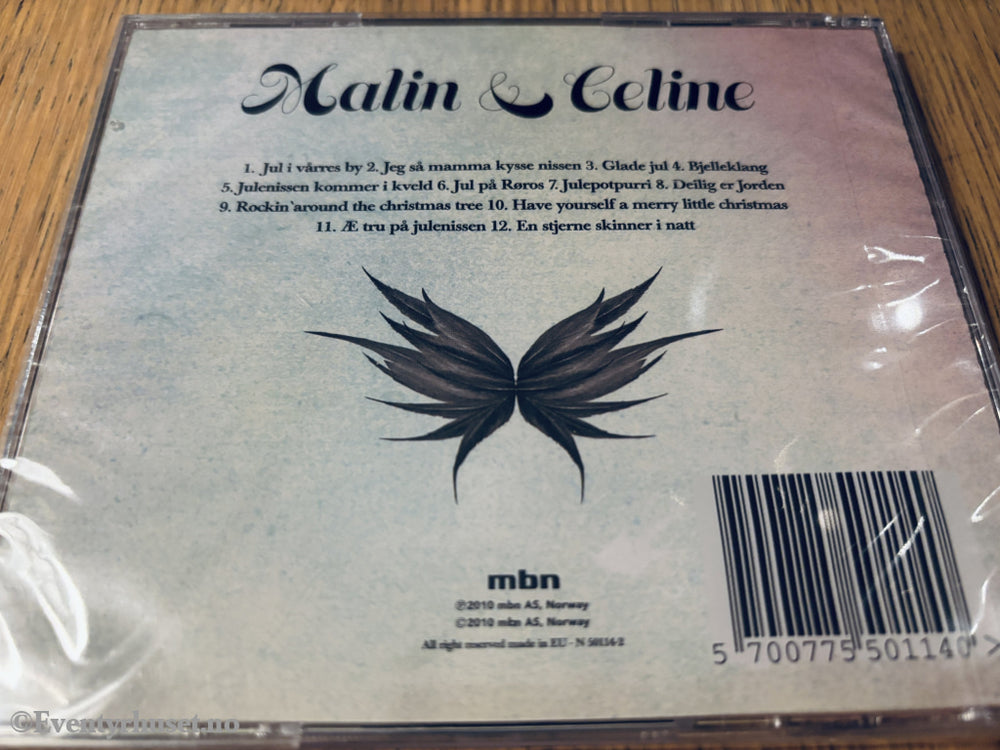 Malin & Celine
1. Jul i vårres by 2. Jeg så mamma kysse nissen 3. Glade jul 4. Bjelleklang
5. Julenissen kommer i kveld 6. Jul på Røros 7. Julepotpurri 8. Deilig er Jorden
9. Rockin`around the christmas tree 10. Have yourself a merry little christmas
11. Æ tru på julenissen 12. En stjerne skinner i natt
mbn
℗2010 mbn AS, Norway
©2010 mbn AS, Norway
All right reserved made in EU - N 50114-2
5 700775 501140 >
©Eventyrhuset.no